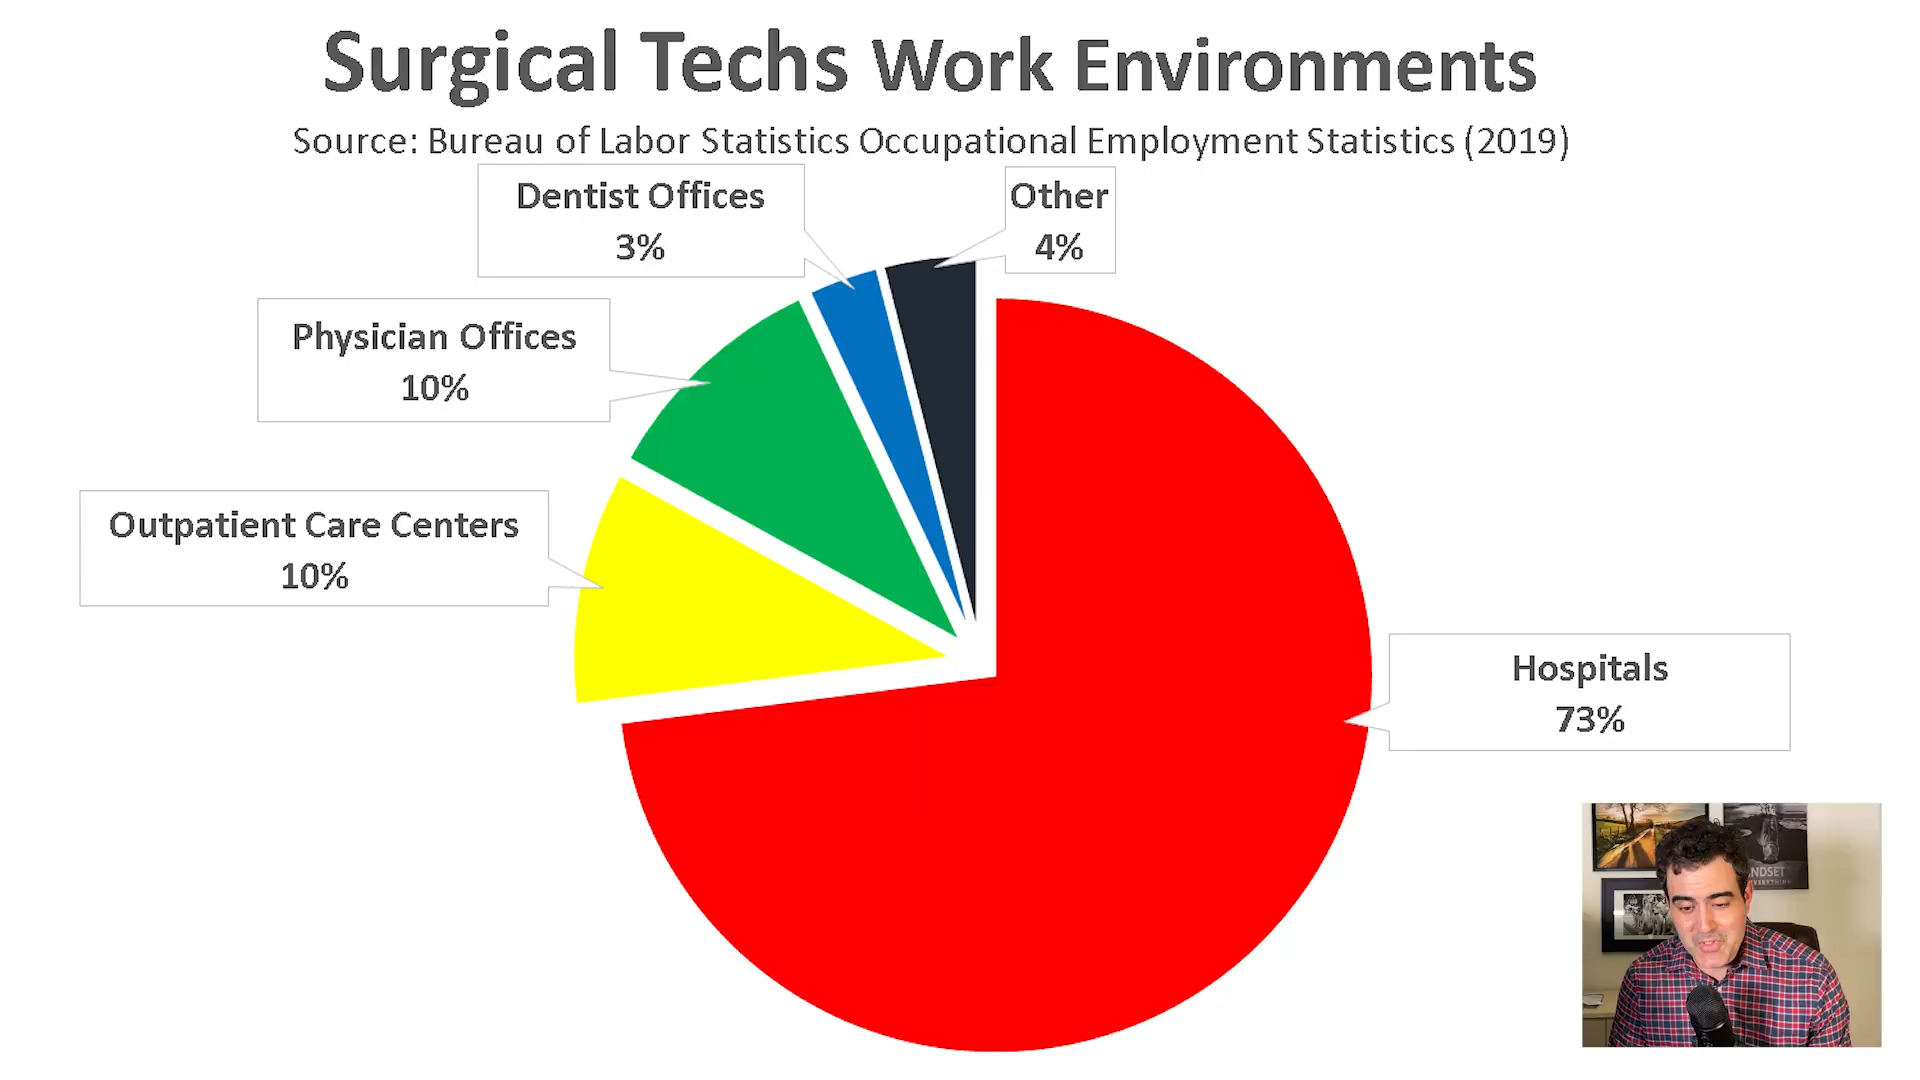 Surgical Techs Work Environments
Source: Bureau of Labor Statistics Occupational Employment Statistics (2019)
Dentist Offices
3%
Other
4%
Physician Offices
10%
Outpatient Care Centers
10%
Hospitals
73%